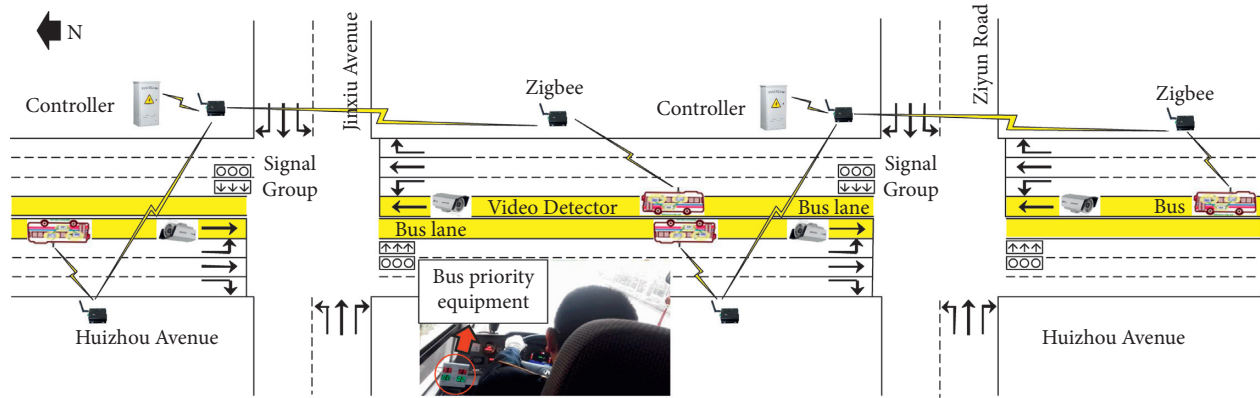 N
Controller
Jinxiu Avenue
Zigbee
Controller
Ziyun Road
Zigbee
Signal
Group
Signal
Group
Video Detector
Bus lane
Bus
Bus lane
Bus priority
equipment
Huizhou Avenue
Huizhou Avenue